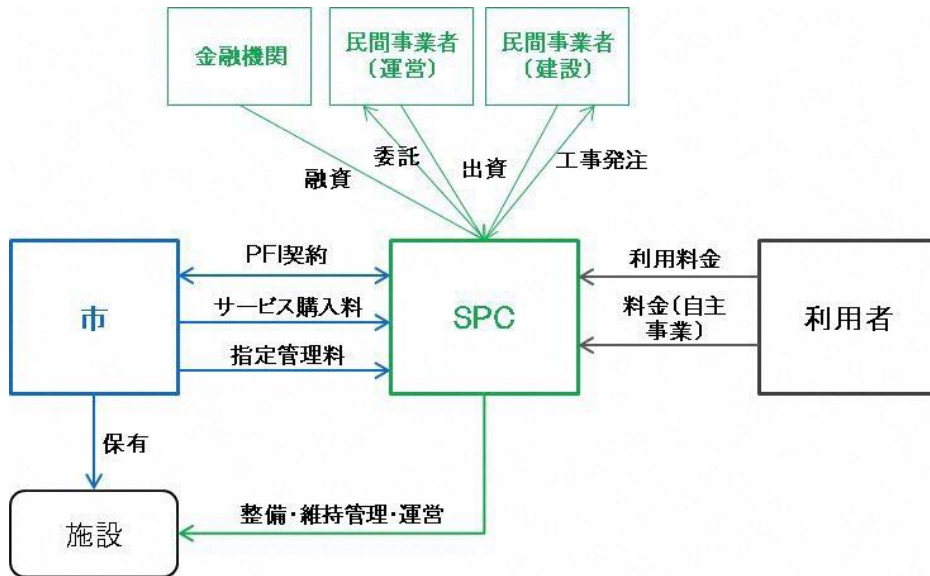 金融機関
民間事業者
(運営)
民間事業者
(建設)
融資
委託
出資
工事発注
PFI契約
サービス購入料
指定管理料
市
SPC
利用料金
料金(自主
事業)
利用者
保有
整備・維持管理・運営
施設